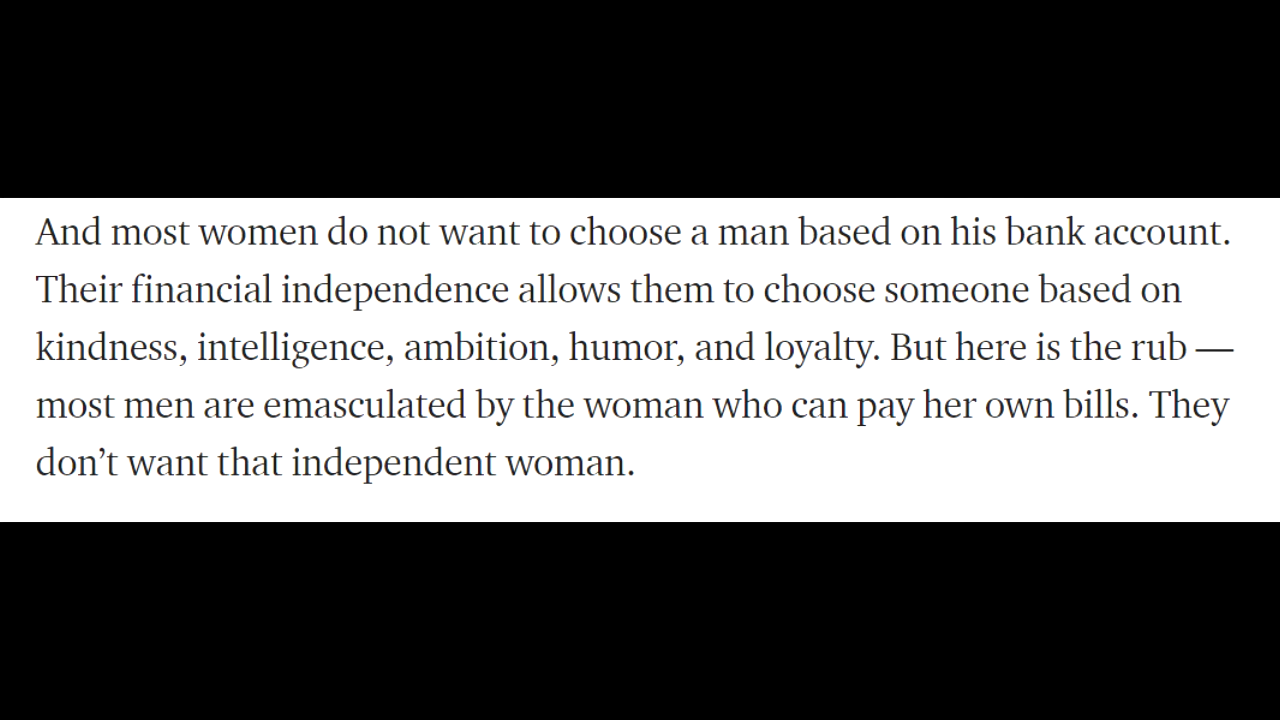 And most women do not want to choose a man based on his bank account.
Their financial independence allows them to choose someone based on
kindness, intelligence, ambition, humor, and loyalty. But here is the rub —
most men are emasculated by the woman who can pay her own bills. They
don’t want that independent woman.